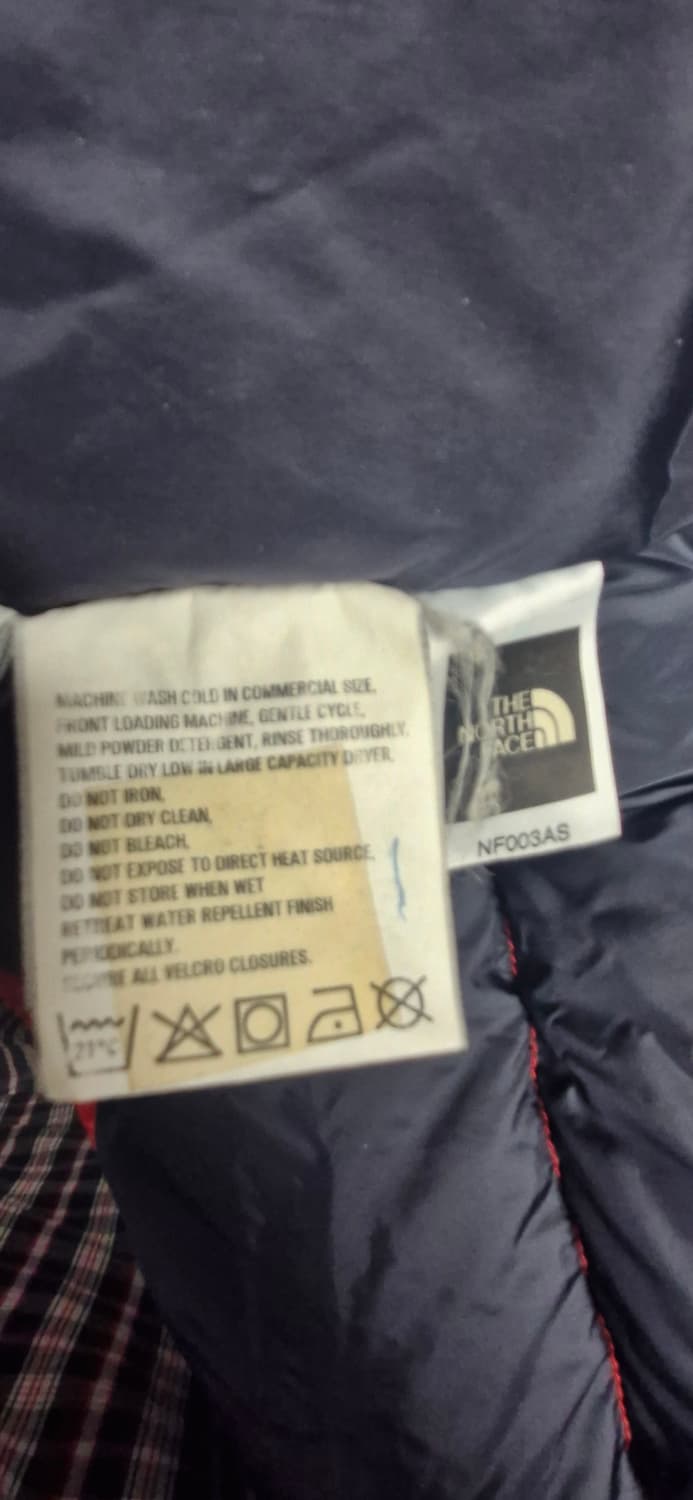 MACHINE WASH COLD IN COMMERCIAL SIZE,
FRONT LOADING MACHINE, GENTLE CYCLE,
MILD POWDER DETERGENT, RINSE THOROUGHLY.
TUMBLE DRY LOW IN LARGE CAPACITY DRYER,
DO NOT IRON,
DO NOT DRY CLEAN,
DO NOT BLEACH,
DO NOT EXPOSE TO DIRECT HEAT SOURCE,
DO NOT STORE WHEN WET
RETREAT WATER REPELLENT FINISH
PERIODICALLY.
ALL VELCRO CLOSURES.
THE
NORTH
FACE
NF003AS